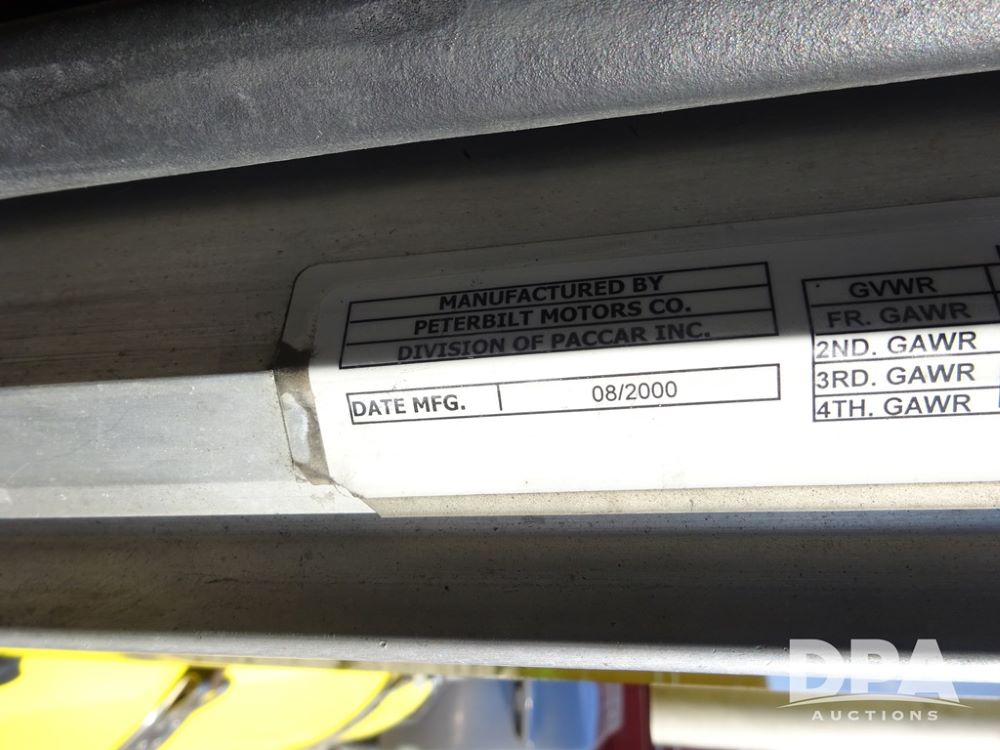 MANUFACTURED BY
PETERBILT MOTORS CO.
DIVISION OF PACCAR INC.
DATE MFG. 08/2000
GVWR
FR. GAWR
2ND. GAWR
3RD. GAWR
4TH. GAWR
DPA
AUCTIONS